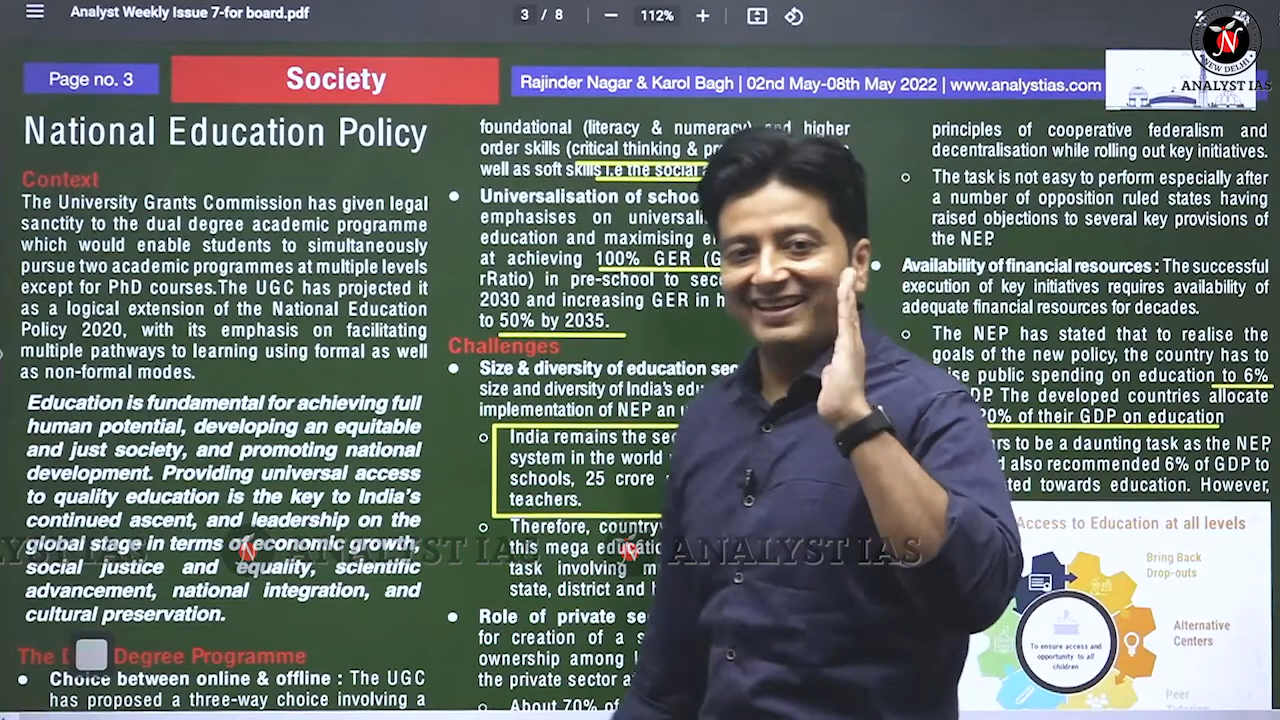 Analyst Weekly Issue 7-for board.pdf
3 / 8
112%
NEW DELHI
ANALYST IAS
Page no. 3
Society
Rajinder Nagar & Karol Bagh | 02nd May-08th May 2022 | www.analystias.com
National Education Policy
Context
The University Grants Commission has given legal
sanctity to the dual degree academic programme
which would enable students to simultaneously
pursue two academic programmes at multiple levels
except for PhD courses.The UGC has projected it
as a logical extension of the National Education
Policy 2020, with its emphasis on facilitating
multiple pathways to learning using formal as well
as non-formal modes.
Education is fundamental for achieving full
human potential, developing an equitable
and just society, and promoting national
development. Providing universal access
to quality education is the key to India's
continued ascent, and leadership on the
global stage in terms of economic growth,
social justice and equality, scientific
advancement, national integration, and
cultural preservation.
The Degree Programme
• Choice between online & offline : The UGC
has proposed a three-way choice involving a
foundational (literacy & numeracy) and higher
order skills (critical thinking &
well as soft skills i.e the social
• Universalisation of
emphasises on
education and maximising
at achieving 100% GER
rRatio) in pre-school to
2030 and increasing GER in
to 50% by 2035.
Challenges
• Size & diversity of education
size and diversity of India's
implementation of NEP an
○ India remains the
system in the world
schools, 25 crore
teachers.
○ Therefore,
this mega
task involving
state, district and
• Role of private
for creation of a
ownership among
the private sector
○ About 70% of
principles of cooperative federalism and
decentralisation while rolling out key initiatives.
○ The task is not easy to perform especially after
a number of opposition ruled states having
raised objections to several key provisions of
the NEP.
• Availability of financial resources : The successful
execution of key initiatives requires availability of
adequate financial resources for decades.
○ The NEP has stated that to realise the
goals of the new policy, the country has to
public spending on education to 6%
The developed countries allocate
of their GDP on education
to be a daunting task as the NEP,
also recommended 6% of GDP to
towards education. However,
Access to Education at all levels
Bring Back
Drop-outs
Alternative
Centers
Peer
Tutoring
To ensure access and
opportunity to all
children
ANALYST IAS
ANALYST IAS